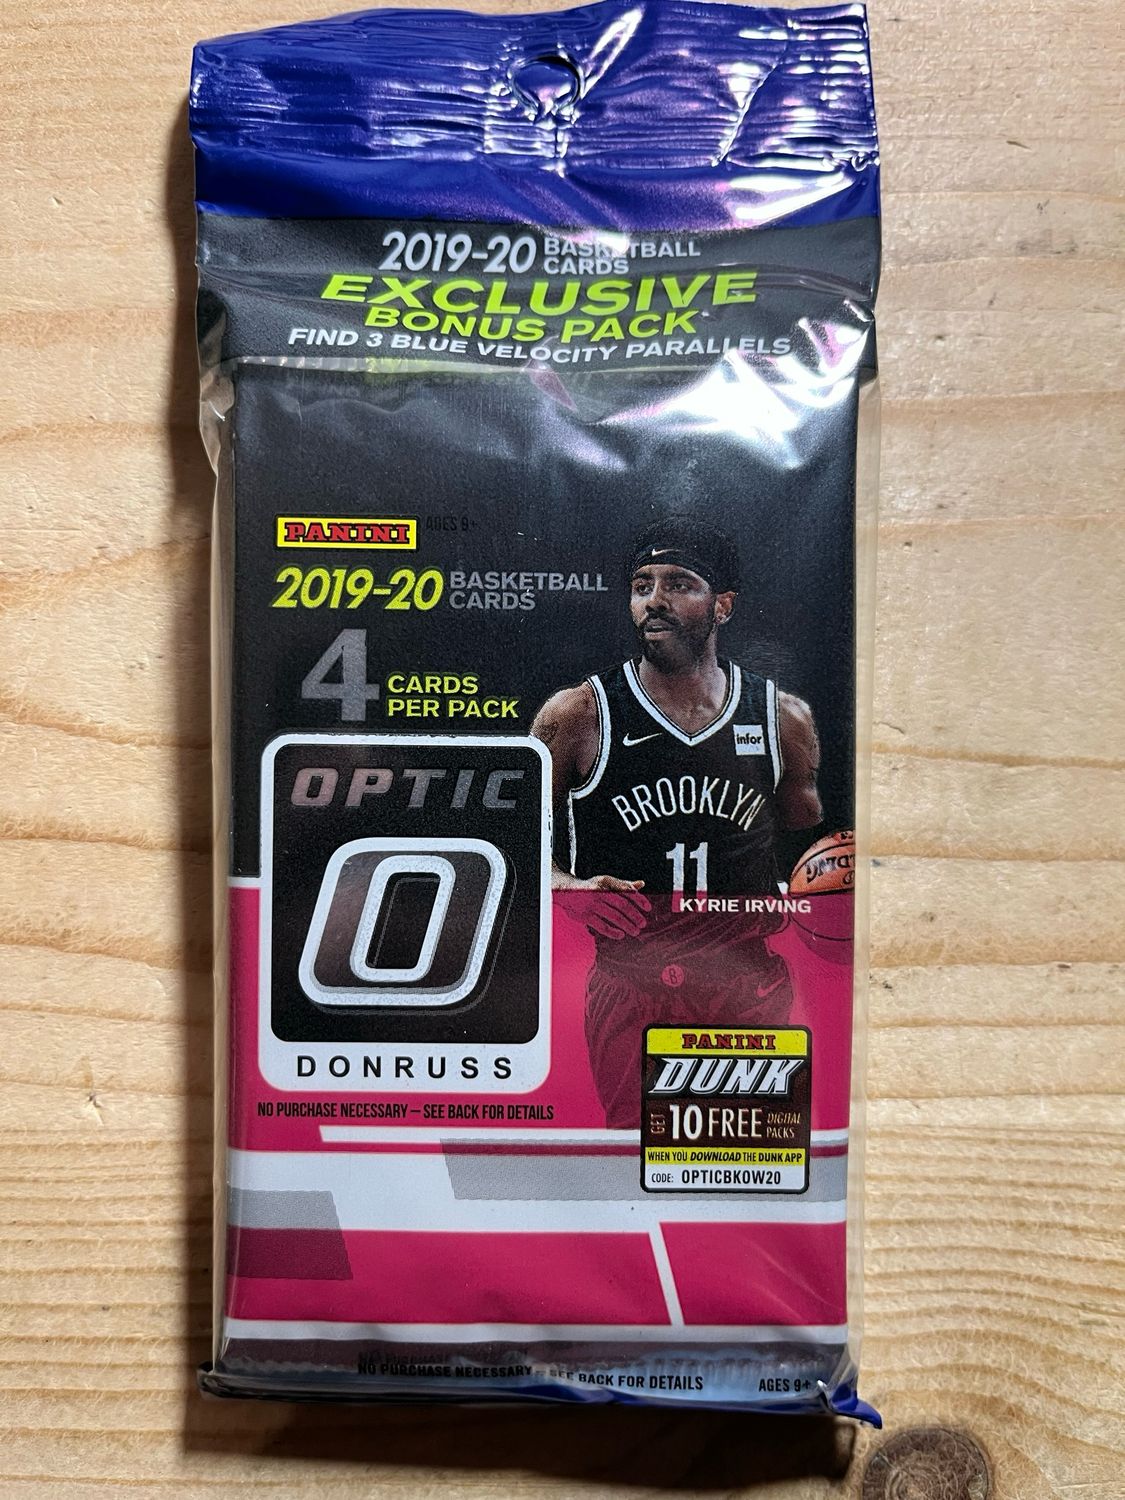 2019-20 BASKETBALL CARDS
EXCLUSIVE
BONUS PACK
FIND 3 BLUE VELOCITY PARALLELS
PANINI AGES 9+
2019-20 BASKETBALL CARDS
4 CARDS PER PACK
OPTIC
O
DONRUSS
infor
BROOKLYN
11
KYRIE IRVING
B
NO PURCHASE NECESSARY – SEE BACK FOR DETAILS
PANINI
DUNK
GET 10 FREE DIGITAL PACKS
WHEN YOU DOWNLOAD THE DUNK APP
CODE: OPTICBKOW20
NO PURCHASE NECESSARY – SEE BACK FOR DETAILS AGES 9+